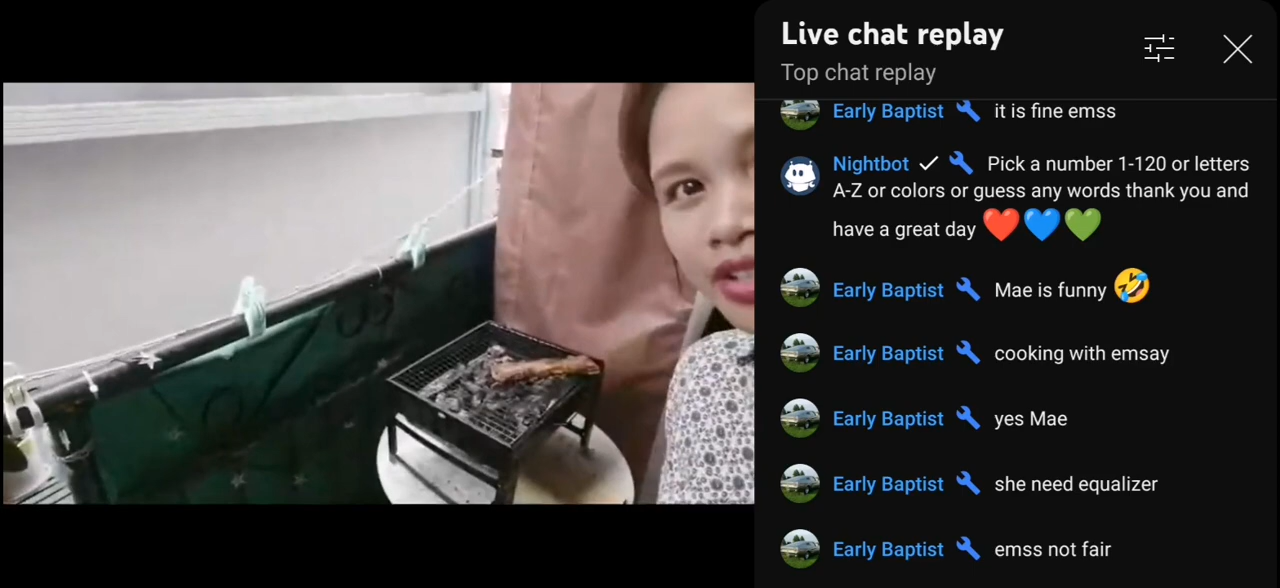 Live chat replay
Top chat replay
Early Baptist it is fine emss
Nightbot Pick a number 1-120 or letters
A-Z or colors or guess any words thank you and
have a great day ❤️💙💚
Early Baptist Mae is funny 🤣
Early Baptist cooking with emsay
Early Baptist yes Mae
Early Baptist she need equalizer
Early Baptist emss not fair